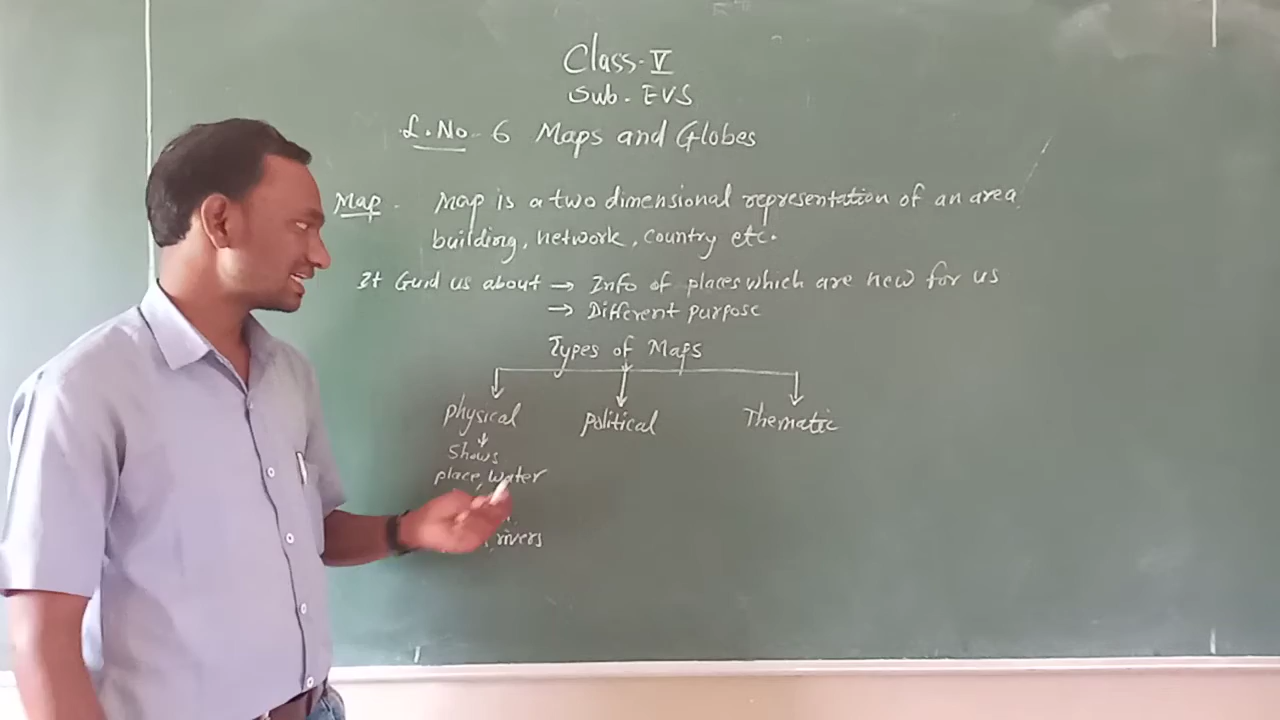 Class-V
Sub. EVS
L.No-6 Maps and Globes
Map - Map is a two dimensional representation of an area,
building, network, country etc.
It Guid us about → Info of places which are new for us
→ Different purpose
Types of Maps
Physical Political Thematic
↓
Shows
place, water
, rivers